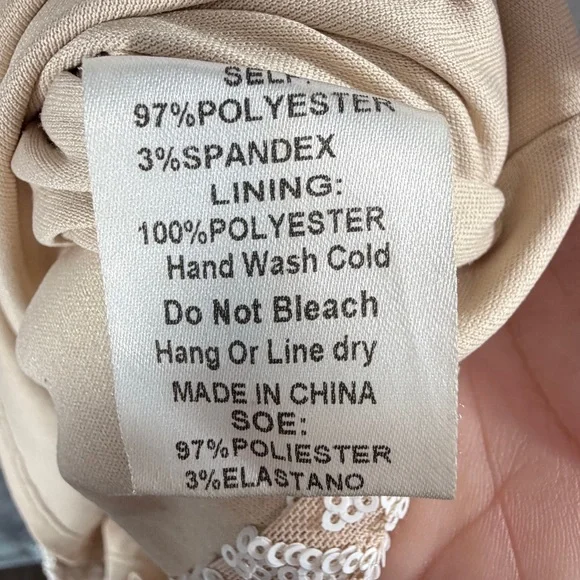 SELF:
97%POLYESTER
3%SPANDEX
LINING:
100%POLYESTER
Hand Wash Cold
Do Not Bleach
Hang Or Line dry
MADE IN CHINA
SOE:
97%POLIESTER
3%ELASTANO